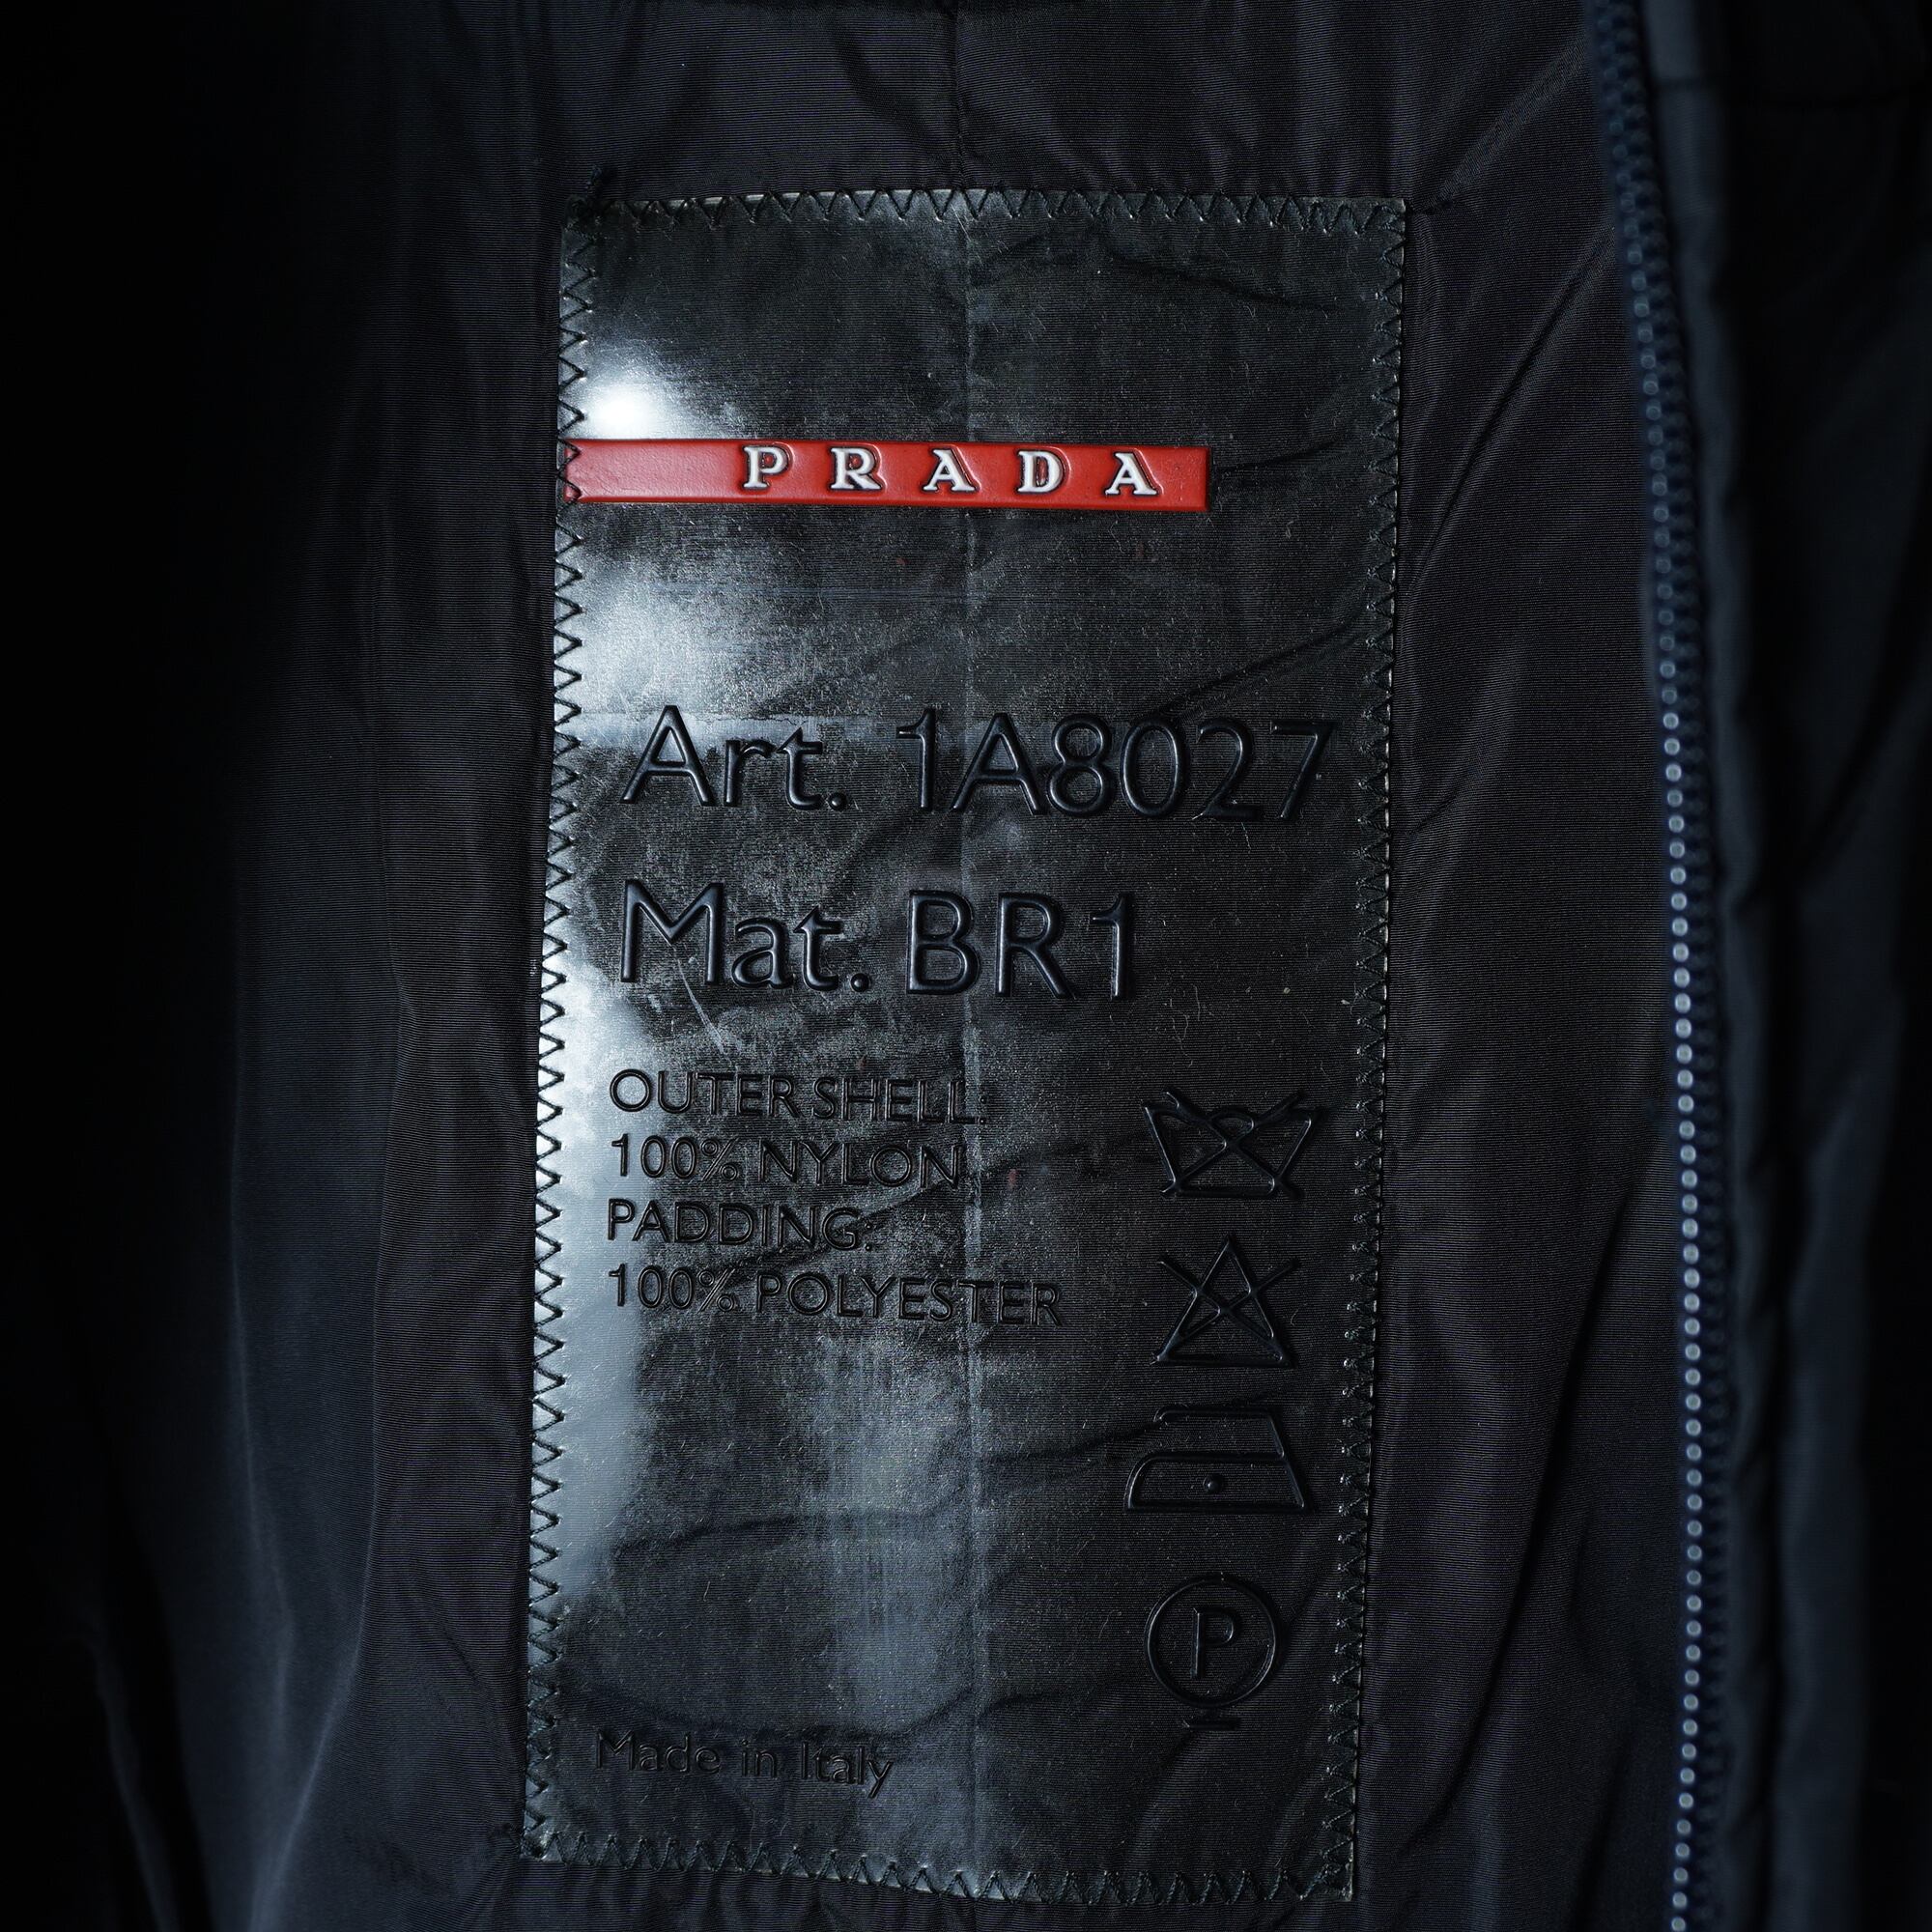 PRADA
Art. 1A8027
Mat. BR1
OUTER SHELL:
100% NYLON
PADDING:
100% POLYESTER
P
Made in Italy